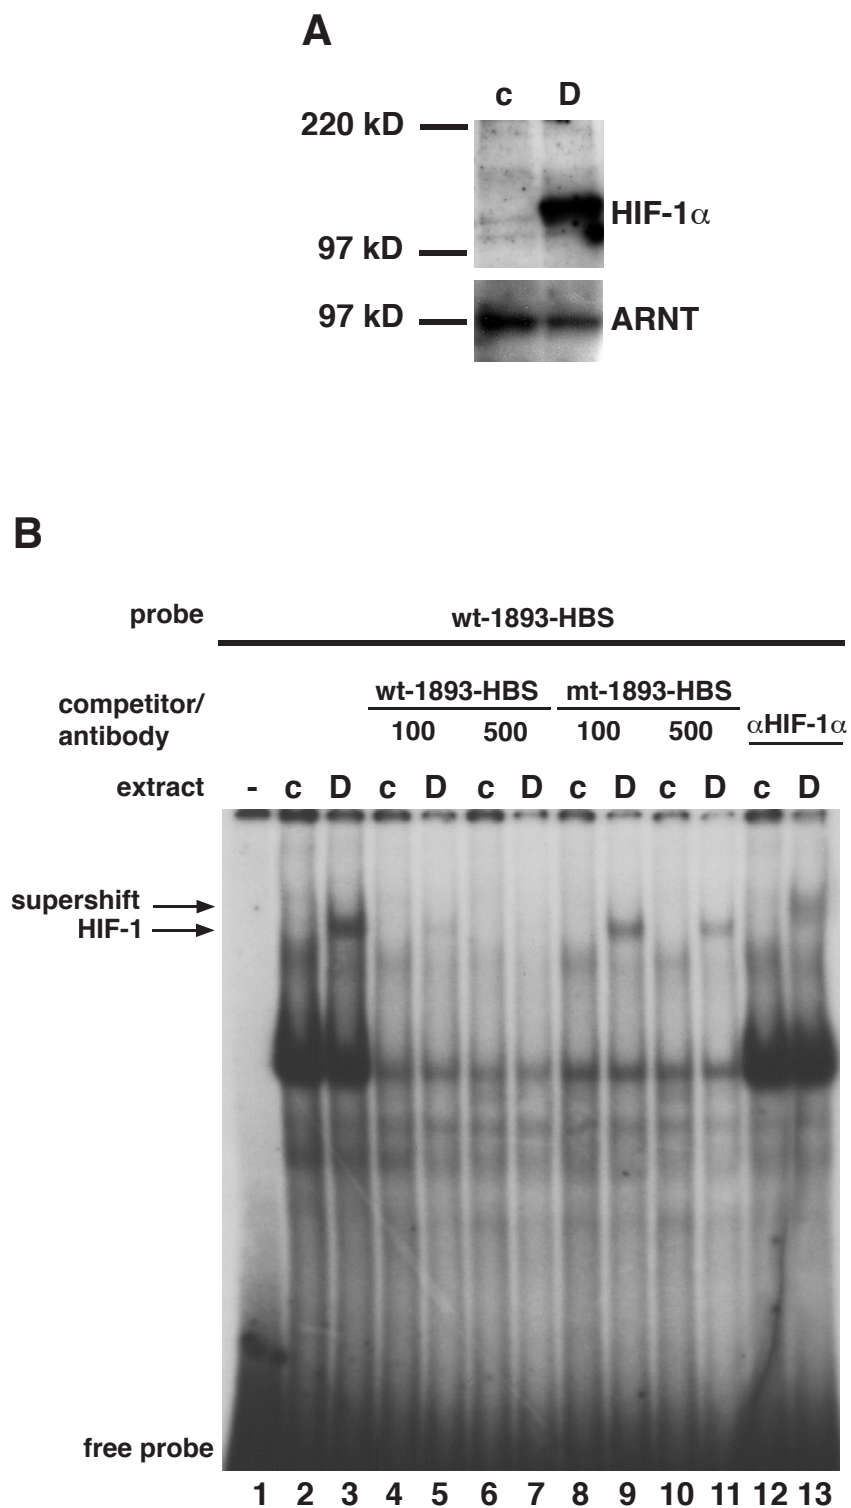 A
c D
220 kD
HIF-1α
97 kD
97 kD
ARNT
B
probe
wt-1893-HBS
competitor/
antibody
wt-1893-HBS mt-1893-HBS
αHIF-1α
100 500 100 500
extract - c D c D c D c D c D c D
supershift
HIF-1
free probe
1 2 3 4 5 6 7 8 9 10 11 12 13